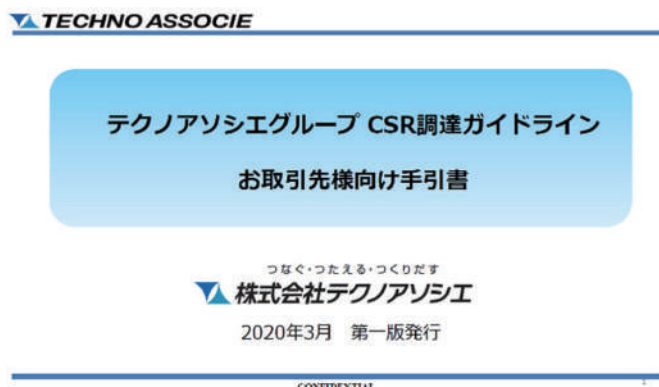 TECHNO ASSOCIE
テクノアソシエグループ CSR調達ガイドライン
お取引先様向け手引書
つなぐ・つたえる・つくりだす
株式会社テクノアソシエ
2020年3月 第一版発行
CONFIDENTIAL
1